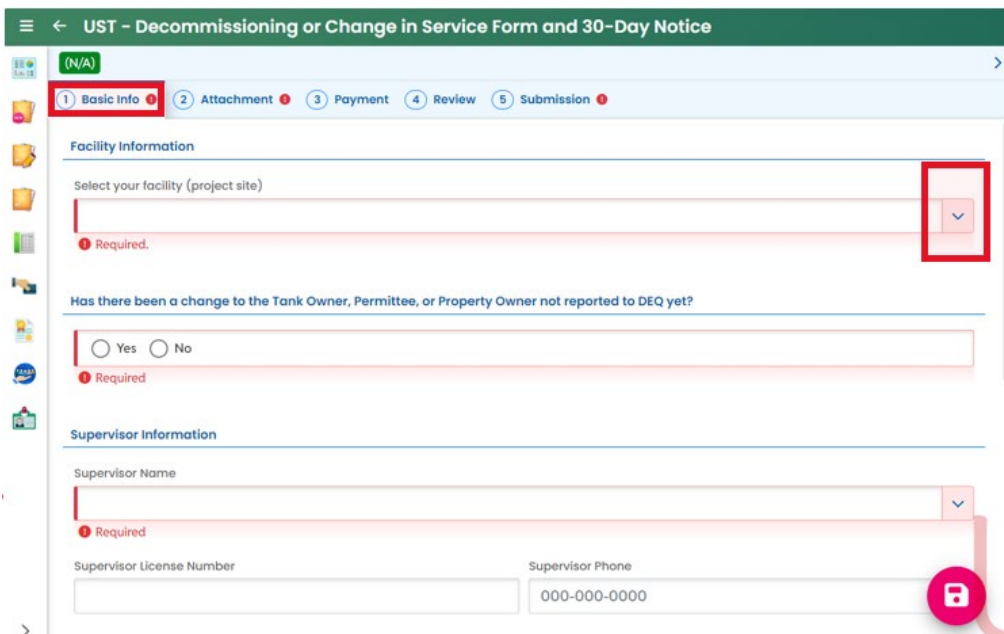 UST - Decommissioning or Change in Service Form and 30-Day Notice
(N/A)
1 Basic Info 2 Attachment 3 Payment 4 Review 5 Submission
Facility Information
Select your facility (project site)
Required.
Has there been a change to the Tank Owner, Permittee, or Property Owner not reported to DEQ yet?
Yes No
Required
Supervisor Information
Supervisor Name
Required
Supervisor License Number Supervisor Phone
000-000-0000